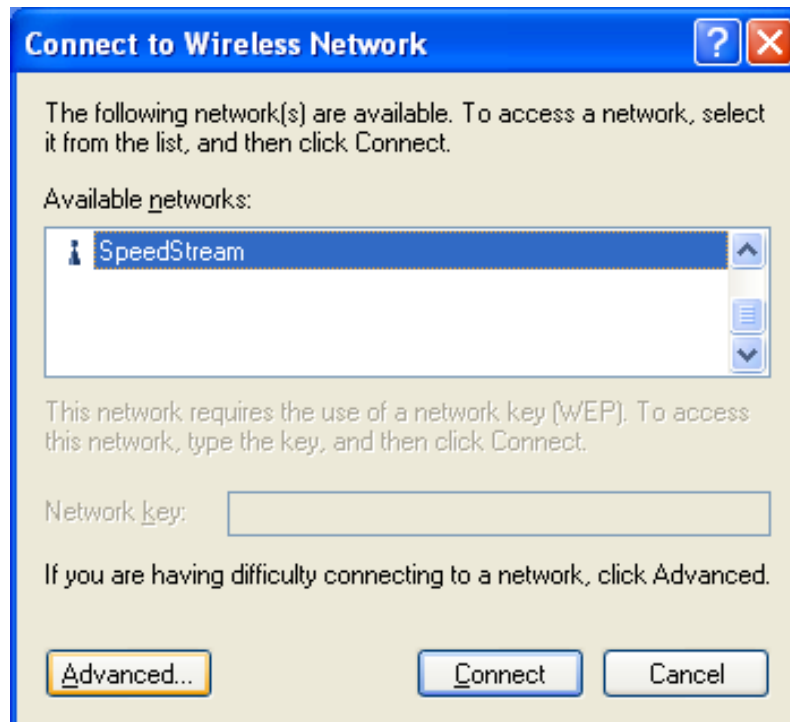 Connect to Wireless Network
The following network(s) are available. To access a network, select
it from the list, and then click Connect.
Available networks:
SpeedStream
This network requires the use of a network key (WEP). To access
this network, type the key, and then click Connect.
Network key:
If you are having difficulty connecting to a network, click Advanced.
Advanced... Connect Cancel